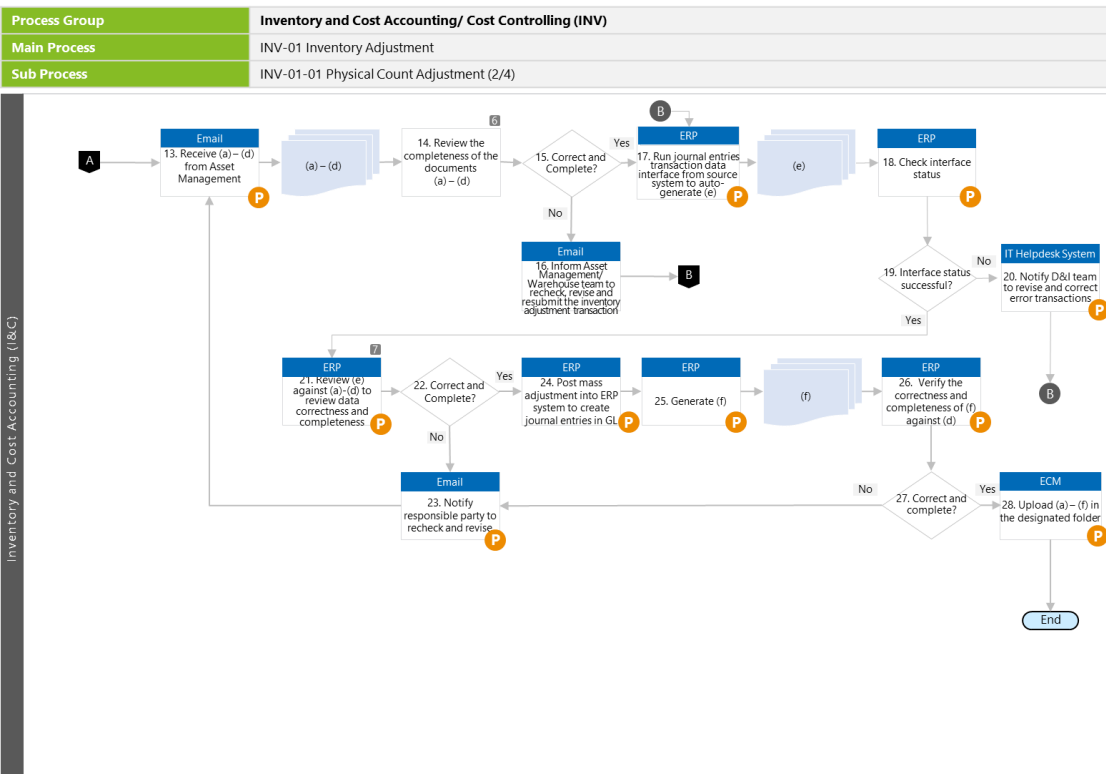 Process Group
Inventory and Cost Accounting/ Cost Controlling (INV)
Main Process
INV-01 Inventory Adjustment
Sub Process
INV-01-01 Physical Count Adjustment (2/4)
Inventory and Cost Accounting (I&C)
A
Email
13. Receive (a) – (d)
from Asset
Management
P
(a) – (d)
6
14. Review the
completeness of the
documents
(a) – (d)
15. Correct and
Complete?
Yes
No
B
ERP
17. Run journal entries
transaction data
interface from source
system to auto-
generate (e)
P
(e)
ERP
18. Check interface
status
P
Email
16. Inform Asset
Management/
Warehouse team to
recheck, revise and
resubmit the inventory
adjustment transaction
B
19. Interface status
successful?
No
Yes
IT Helpdesk System
20. Notify D&I team
to revise and correct
error transactions
P
B
7
ERP
21. Review (e)
against (a)-(d) to
review data
correctness and
completeness
P
22. Correct and
Complete?
Yes
No
ERP
24. Post mass
adjustment into ERP
system to create
journal entries in GL
P
ERP
25. Generate (f)
P
(f)
ERP
26. Verify the
correctness and
completeness of (f)
against (d)
P
Email
23. Notify
responsible party to
recheck and revise
P
No
27. Correct and
complete?
Yes
ECM
28. Upload (a) – (f) in
the designated folder
P
End